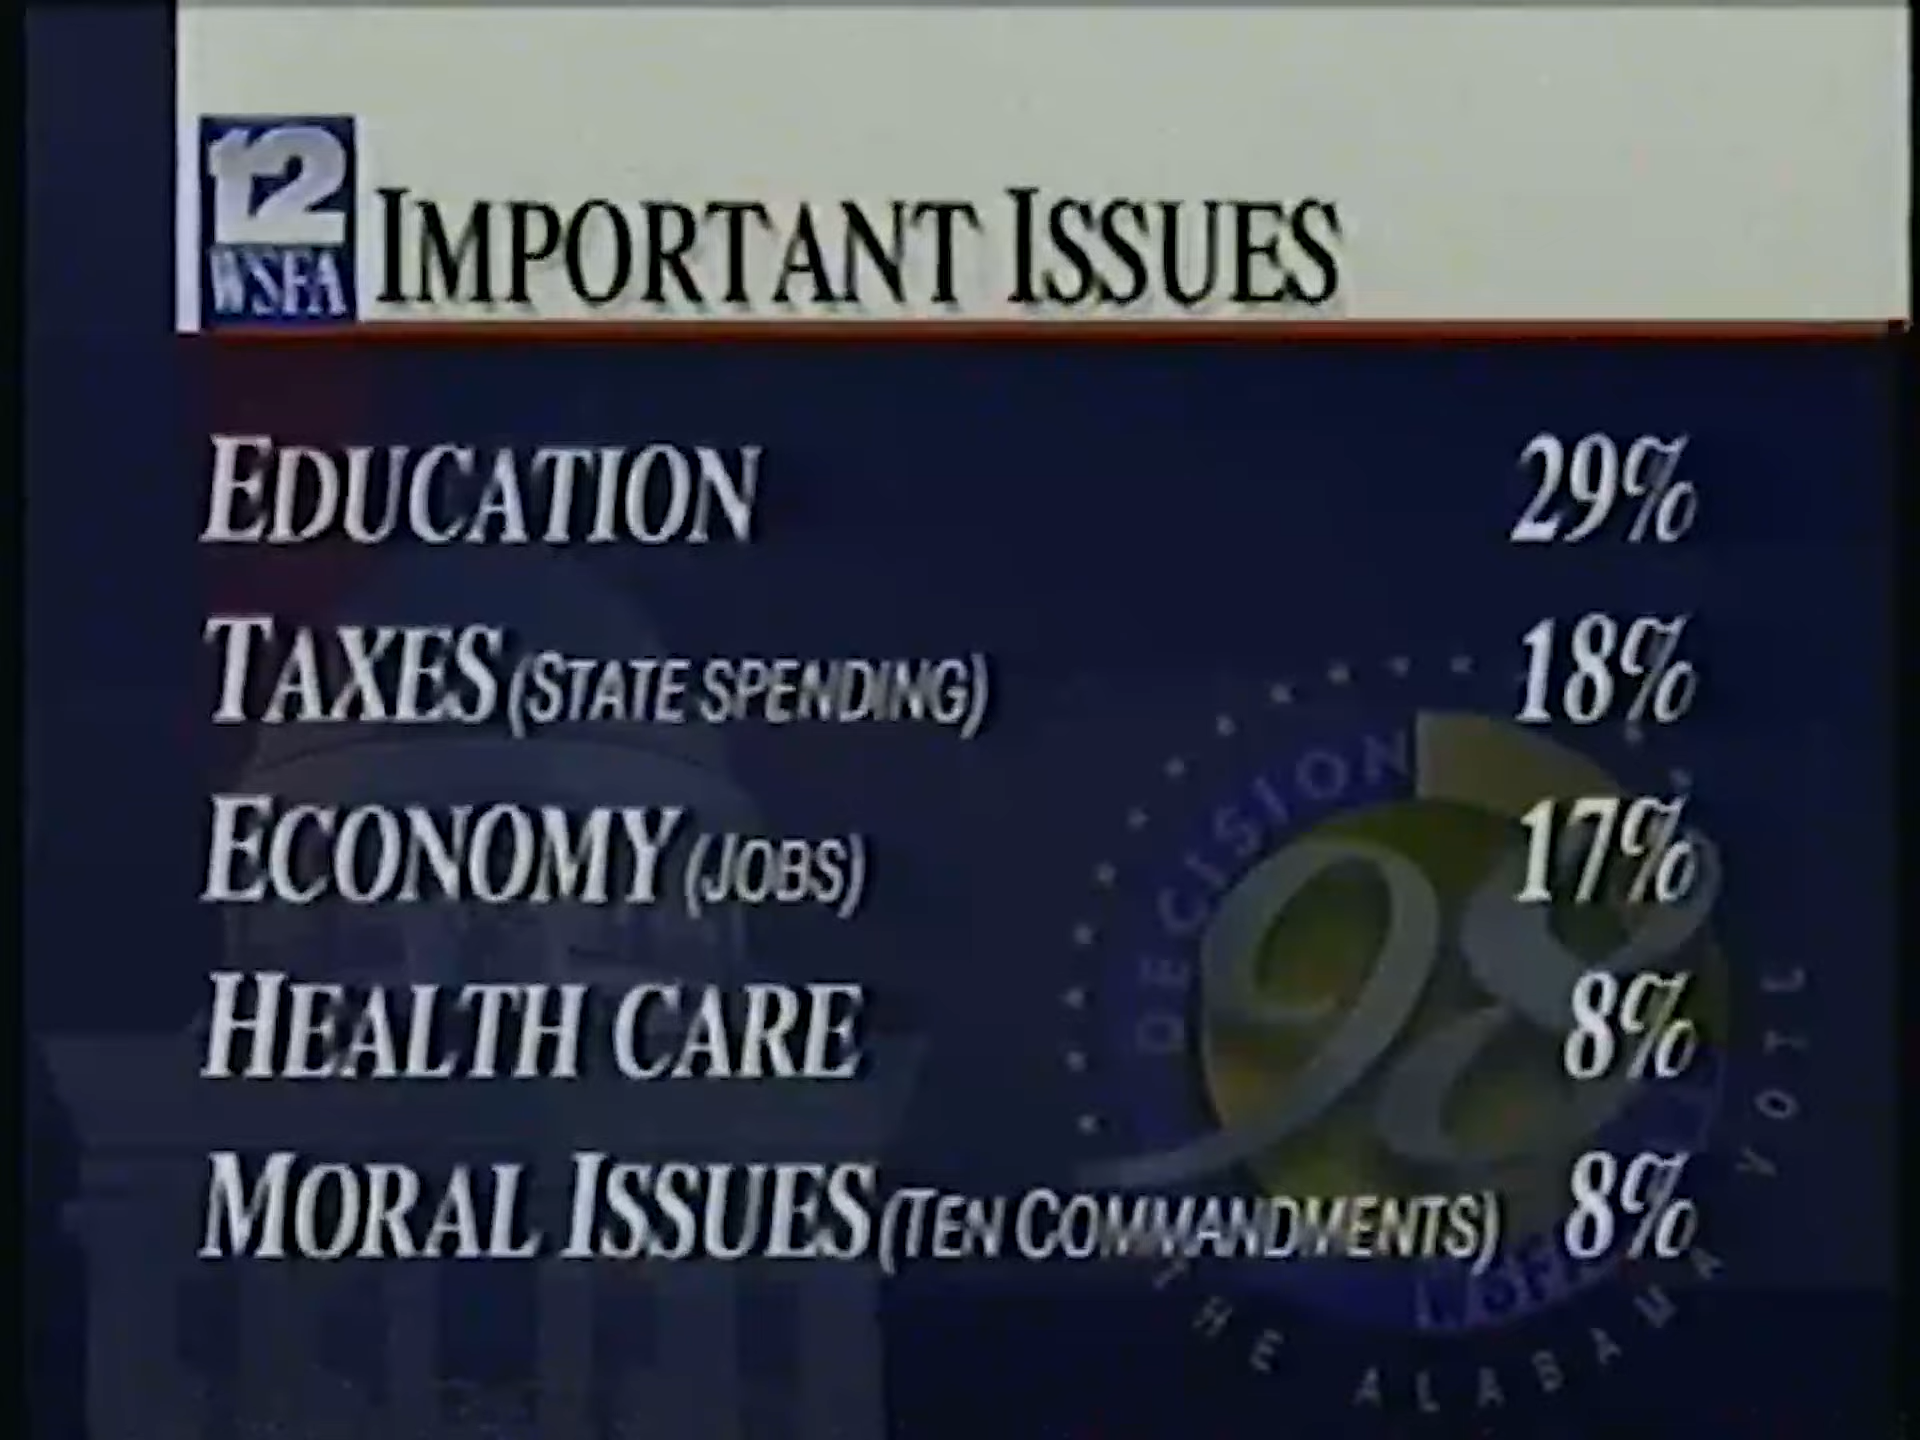 12
WSFA
IMPORTANT ISSUES
EDUCATION 29%
TAXES (STATE SPENDING) 18%
ECONOMY (JOBS) 17%
HEALTH CARE 8%
MORAL ISSUES (TEN COMMANDMENTS) 8%
DECISION
98
THE ALABAMA VOTE